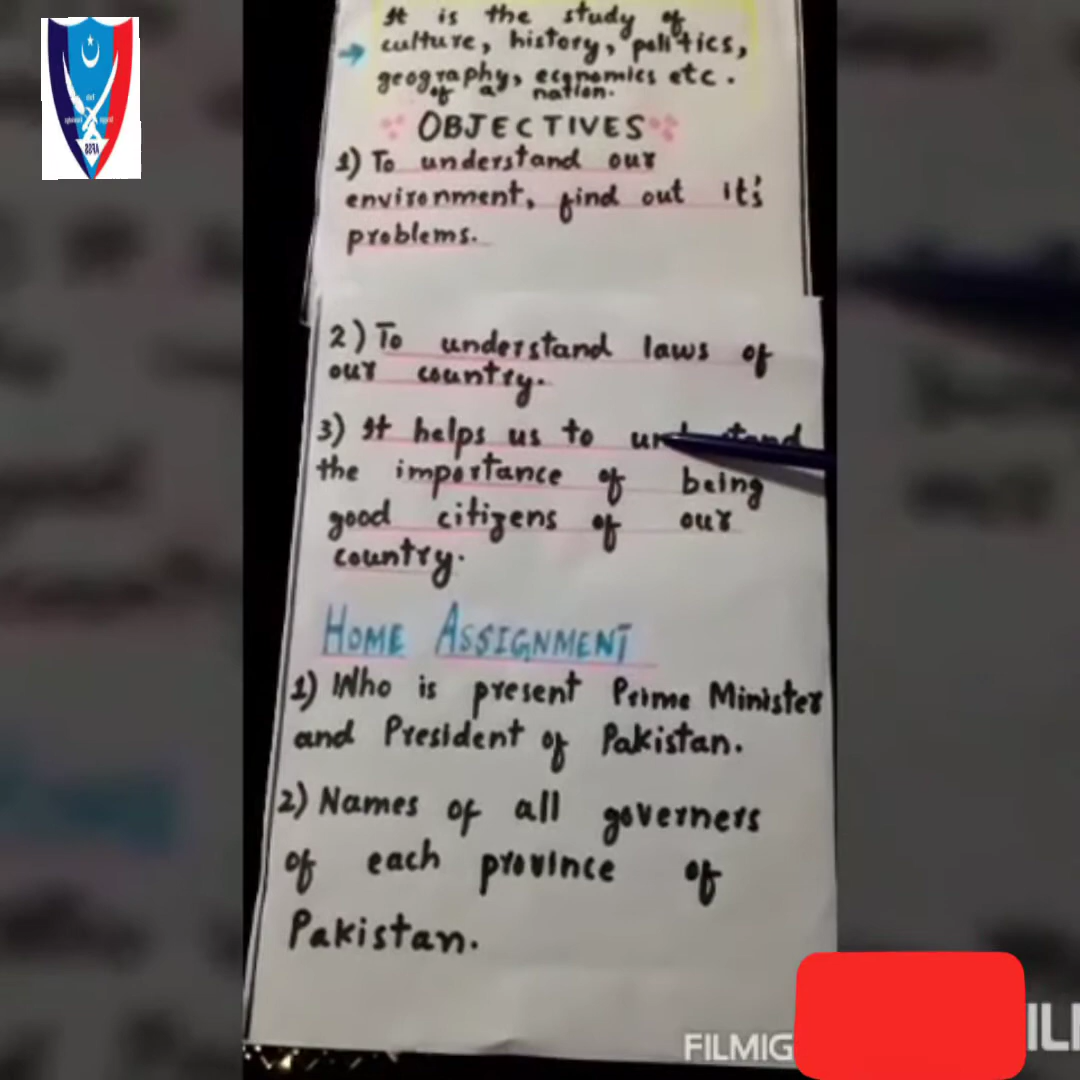 It is the study of
culture, history, politics,
geography, economics etc.
of a nation.
OBJECTIVES
1) To understand our
environment, find out it's
problems.
2) To understand laws of
our country.
3) It helps us to
the importance of being
good citizens of our
country.
HOME ASSIGNMENT
1) Who is present Prime Minister
and President of Pakistan.
2) Names of all governers
of each province of
Pakistan.
FILMIG